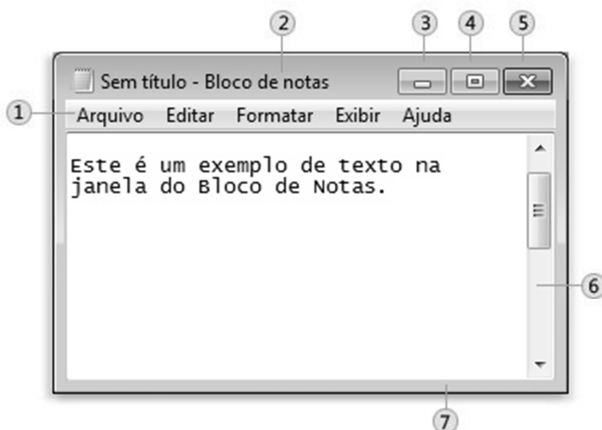 2
3
4
5
Sem título - Bloco de notas
1
Arquivo Editar Formatar Exibir Ajuda
Este é um exemplo de texto na
janela do Bloco de Notas.
6
7